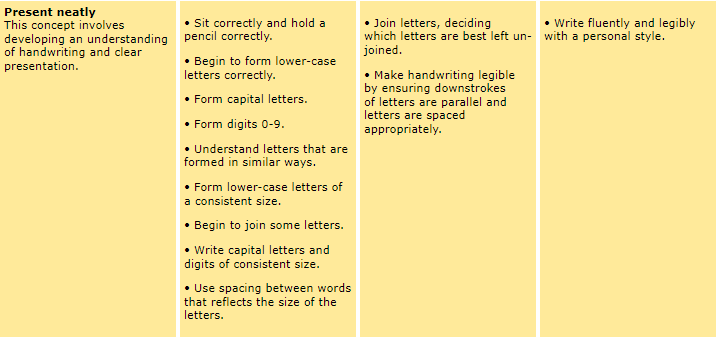 Present neatly
This concept involves
developing an understanding
of handwriting and clear
presentation.
• Sit correctly and hold a
pencil correctly.
• Begin to form lower-case
letters correctly.
• Form capital letters.
• Form digits 0-9.
• Understand letters that are
formed in similar ways.
• Form lower-case letters of
a consistent size.
• Begin to join some letters.
• Write capital letters and
digits of consistent size.
• Use spacing between words
that reflects the size of the
letters.
• Join letters, deciding
which letters are best left un-
joined.
• Make handwriting legible
by ensuring downstrokes
of letters are parallel and
letters are spaced
appropriately.
• Write fluently and legibly
with a personal style.